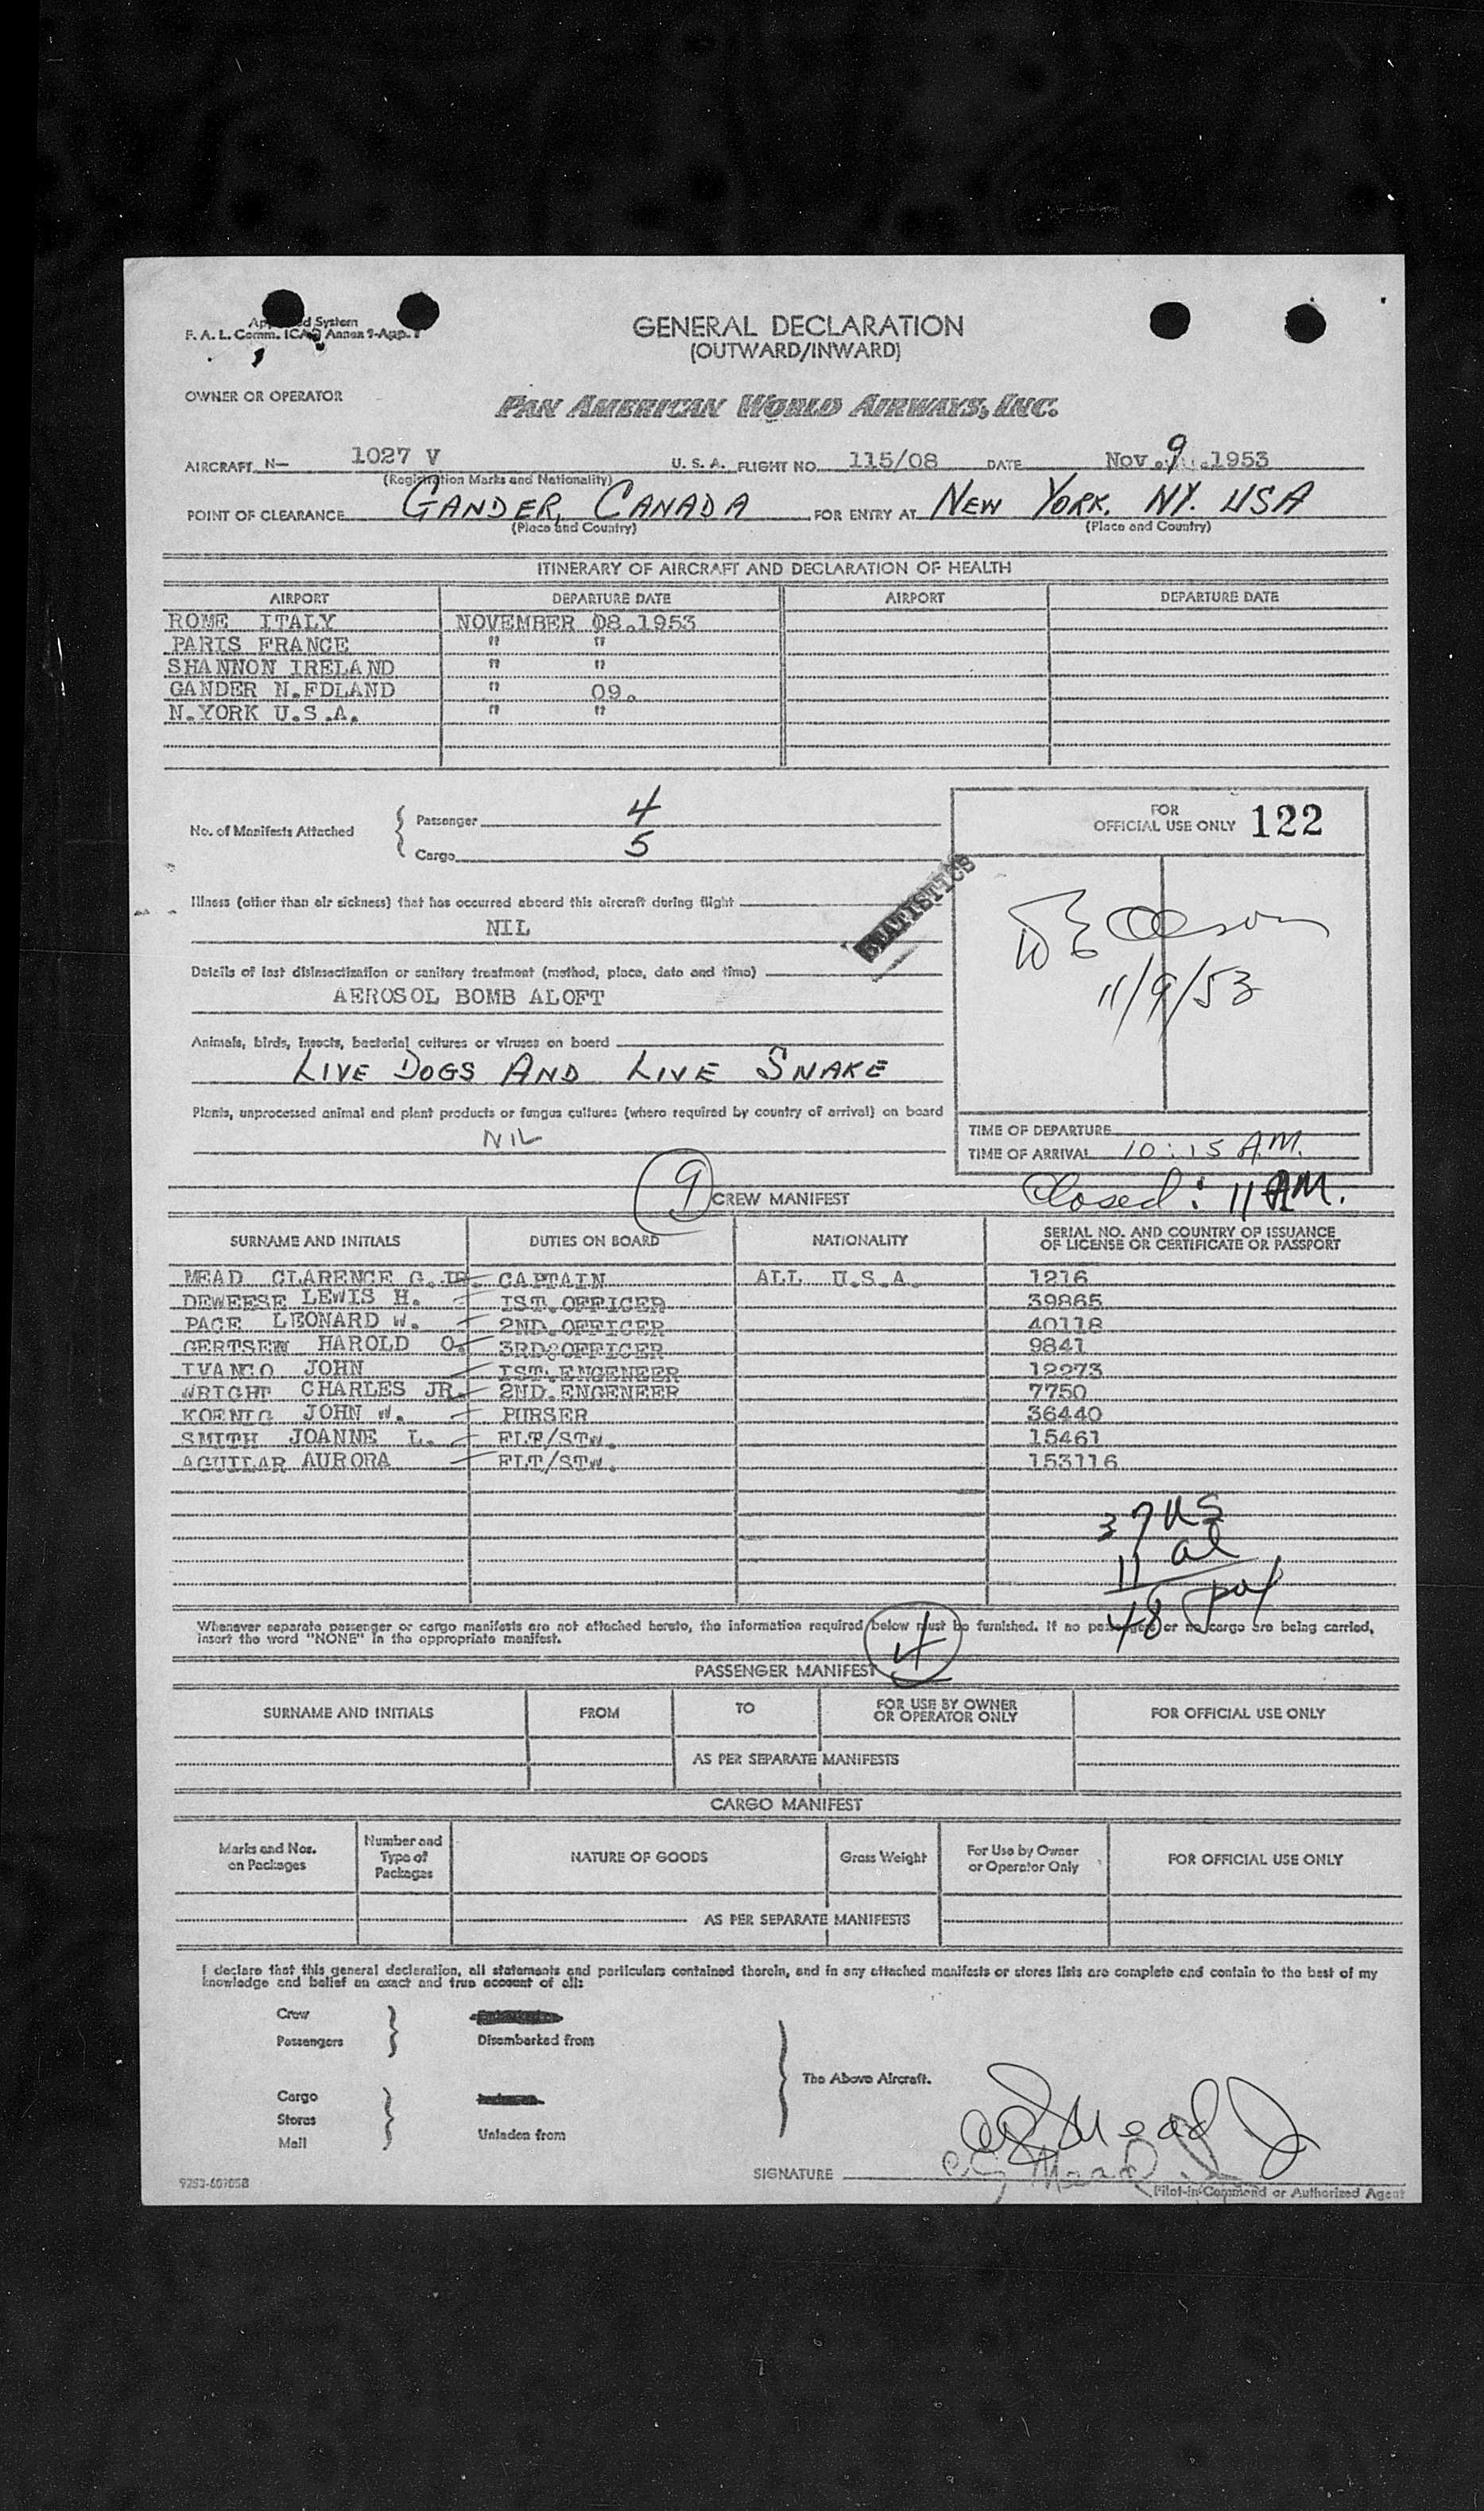 Approved System
F. A. L. Comm. ICAO Annex 9-App. 1
GENERAL DECLARATION
(OUTWARD/INWARD)
OWNER OR OPERATOR
PAN AMERICAN WORLD AIRWAYS, INC.
AIRCRAFT N— 1027 V U. S. A. FLIGHT NO. 115/08 DATE Nov. 9 .1953
(Registration Marks and Nationality)
POINT OF CLEARANCE GANDER, CANADA FOR ENTRY AT NEW YORK. NY. USA
(Place and Country) (Place and Country)
ITINERARY OF AIRCRAFT AND DECLARATION OF HEALTH
AIRPORT DEPARTURE DATE AIRPORT DEPARTURE DATE
ROME ITALY NOVEMBER 08.1953
PARIS FRANCE " "
SHANNON IRELAND " "
GANDER N.FDLAND " 09.
N.YORK U.S.A. " "
No. of Manifests Attached { Passenger 4
Cargo 5
FOR
OFFICIAL USE ONLY 122
STATISTICS
Illness (other than air sickness) that has occurred aboard this aircraft during flight
NIL
11/9/53
Details of last disinsectization or sanitary treatment (method, place, date and time)
AEROSOL BOMB ALOFT
Animals, birds, insects, bacterial cultures or viruses on board
LIVE DOGS AND LIVE SNAKE
Plants, unprocessed animal and plant products or fungus cultures (where required by country of arrival) on board
NIL
TIME OF DEPARTURE
TIME OF ARRIVAL 10:15 A.M.
Closed: 11 AM.
9 CREW MANIFEST
SURNAME AND INITIALS DUTIES ON BOARD NATIONALITY SERIAL NO. AND COUNTRY OF ISSUANCE
OF LICENSE OR CERTIFICATE OR PASSPORT
MEAD CLARENCE G. JR. CAPTAIN ALL U.S.A. 1216
DEWEESE LEWIS H. IST.OFFICER 39865
PACE LEONARD W. 2ND.OFFICER 40118
GERTSEN HAROLD O. 3RD.OFFICER 9841
IVANCO JOHN IST.ENGENEER 12273
WRIGHT CHARLES JR. 2ND.ENGENEER 7750
KOENIG JOHN W. PURSER 36440
SMITH JOANNE L. FLT/STW. 15461
AGUILAR AURORA FLT/STW. 153116
37 US
11 al
48 pax
Whenever separate passenger or cargo manifests are not attached hereto, the information required below must be furnished. If no passengers or no cargo are being carried,
insert the word "NONE" in the appropriate manifest.
4
PASSENGER MANIFEST
SURNAME AND INITIALS FROM TO FOR USE BY OWNER
OR OPERATOR ONLY FOR OFFICIAL USE ONLY
AS PER SEPARATE MANIFESTS
CARGO MANIFEST
Marks and Nos.
on Packages Number and
Type of
Packages NATURE OF GOODS Gross Weight For Use by Owner
or Operator Only FOR OFFICIAL USE ONLY
AS PER SEPARATE MANIFESTS
I declare that this general declaration, all statements and particulars contained therein, and in any attached manifests or stores lists are complete and contain to the best of my
knowledge and belief an exact and true account of all:
Crew
Passengers } Disembarked from
The Above Aircraft.
Cargo
Stores
Mail } Unladen from
CG Mead Jr
C.G. Mead Jr
SIGNATURE
Pilot-in-Command or Authorized Agent